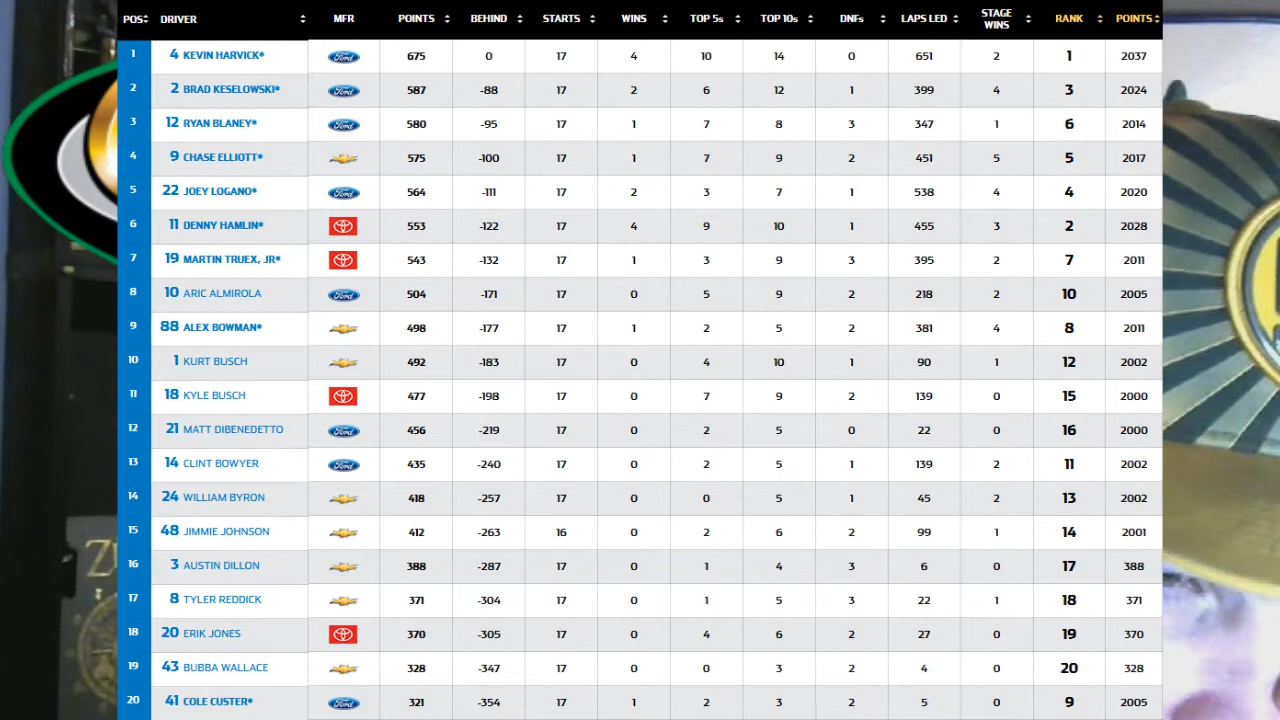 POS DRIVER MFR POINTS BEHIND STARTS WINS TOP 5s TOP 10s DNFs LAPS LED STAGE WINS RANK POINTS
1 4 KEVIN HARVICK* Ford 675 0 17 4 10 14 0 651 2 1 2037
2 2 BRAD KESELOWSKI* Ford 587 -88 17 2 6 12 1 399 4 3 2024
3 12 RYAN BLANEY* Ford 580 -95 17 1 7 8 3 347 1 6 2014
4 9 CHASE ELLIOTT* 575 -100 17 1 7 9 2 451 5 5 2017
5 22 JOEY LOGANO* Ford 564 -111 17 2 3 7 1 538 4 4 2020
6 11 DENNY HAMLIN* 553 -122 17 4 9 10 1 455 3 2 2028
7 19 MARTIN TRUEX, JR* 543 -132 17 1 3 9 3 395 2 7 2011
8 10 ARIC ALMIROLA Ford 504 -171 17 0 5 9 2 218 2 10 2005
9 88 ALEX BOWMAN* 498 -177 17 1 2 5 2 381 4 8 2011
10 1 KURT BUSCH 492 -183 17 0 4 10 1 90 1 12 2002
11 18 KYLE BUSCH 477 -198 17 0 7 9 2 139 0 15 2000
12 21 MATT DIBENEDETTO Ford 456 -219 17 0 2 5 0 22 0 16 2000
13 14 CLINT BOWYER Ford 435 -240 17 0 2 5 1 139 2 11 2002
14 24 WILLIAM BYRON 418 -257 17 0 0 5 1 45 2 13 2002
15 48 JIMMIE JOHNSON 412 -263 16 0 2 6 2 99 1 14 2001
16 3 AUSTIN DILLON 388 -287 17 0 1 4 3 6 0 17 388
17 8 TYLER REDDICK 371 -304 17 0 1 5 3 22 1 18 371
18 20 ERIK JONES 370 -305 17 0 4 6 2 27 0 19 370
19 43 BUBBA WALLACE 328 -347 17 0 0 3 2 4 0 20 328
20 41 COLE CUSTER* Ford 321 -354 17 1 2 3 2 5 0 9 2005